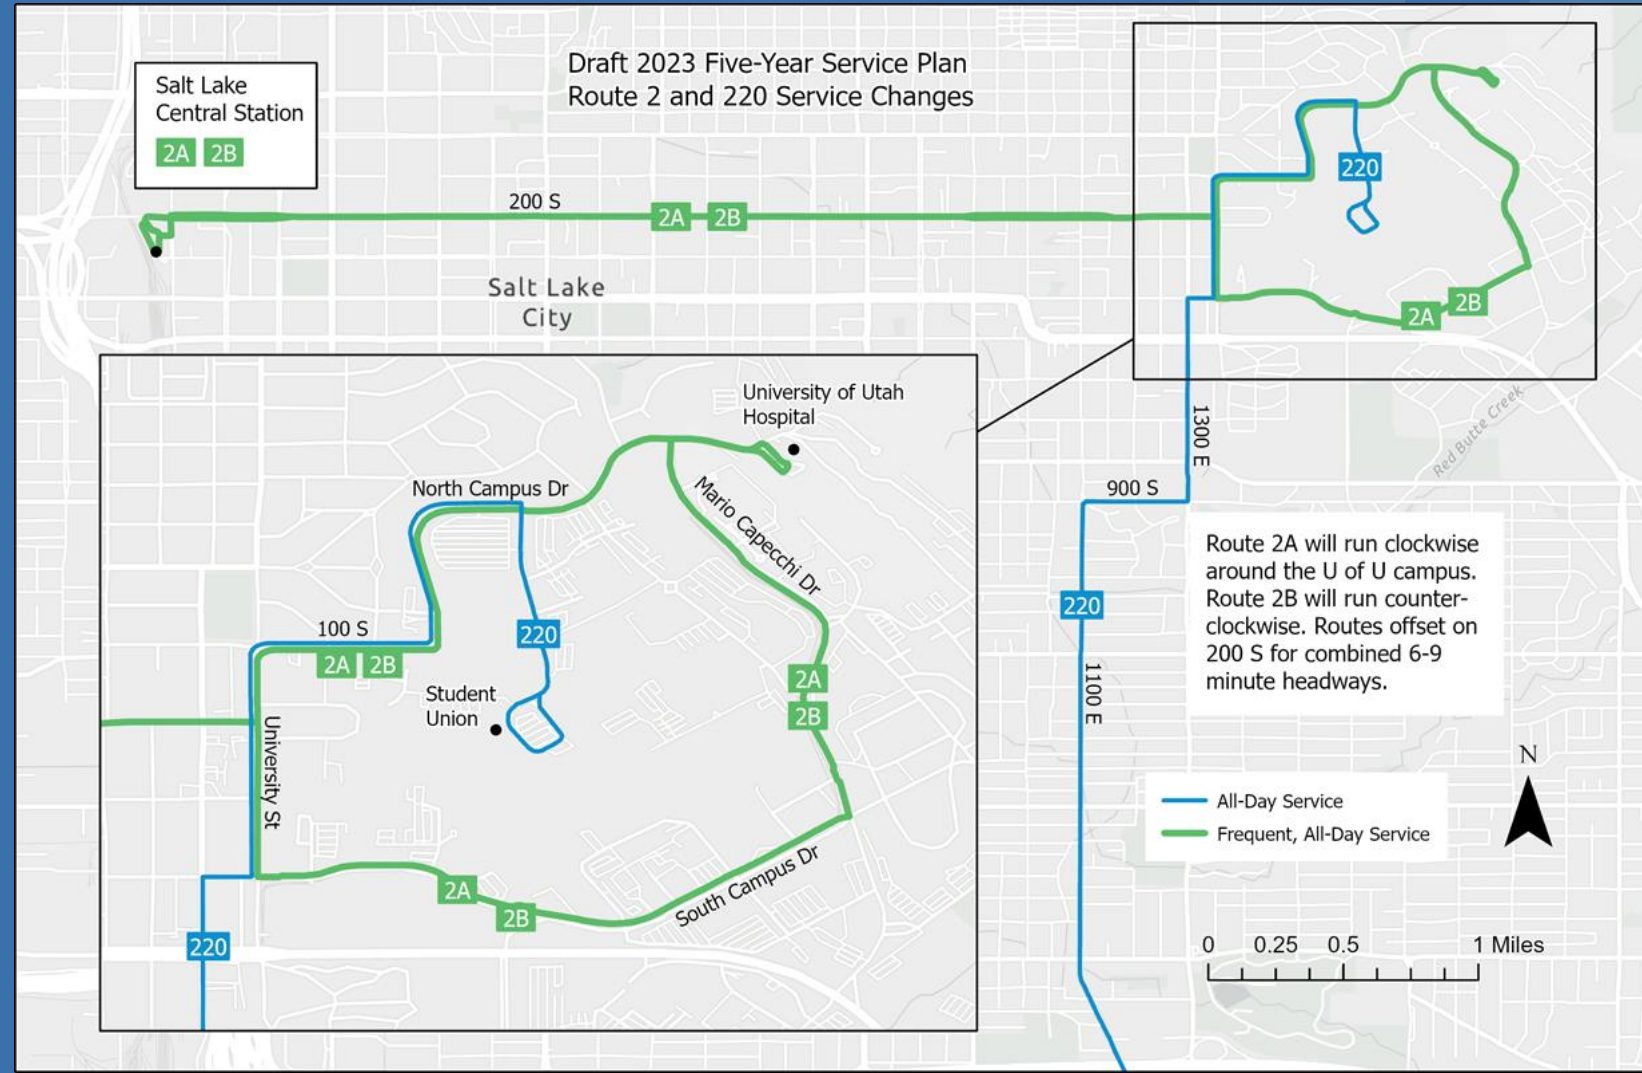 Draft 2023 Five-Year Service Plan
Route 2 and 220 Service Changes
Salt Lake
Central Station
2A 2B
200 S
2A 2B
220
2A
2B
Salt Lake
City
Red Butte Creek
1300 E
900 S
220
1100 E
University of Utah
Hospital
North Campus Dr
Mario Capecchi Dr
100 S
2A 2B
220
Student
Union
2A
2B
University St
2A
2B
South Campus Dr
220
Route 2A will run clockwise
around the U of U campus.
Route 2B will run counter-
clockwise. Routes offset on
200 S for combined 6-9
minute headways.
N
All-Day Service
Frequent, All-Day Service
0 0.25 0.5 1 Miles